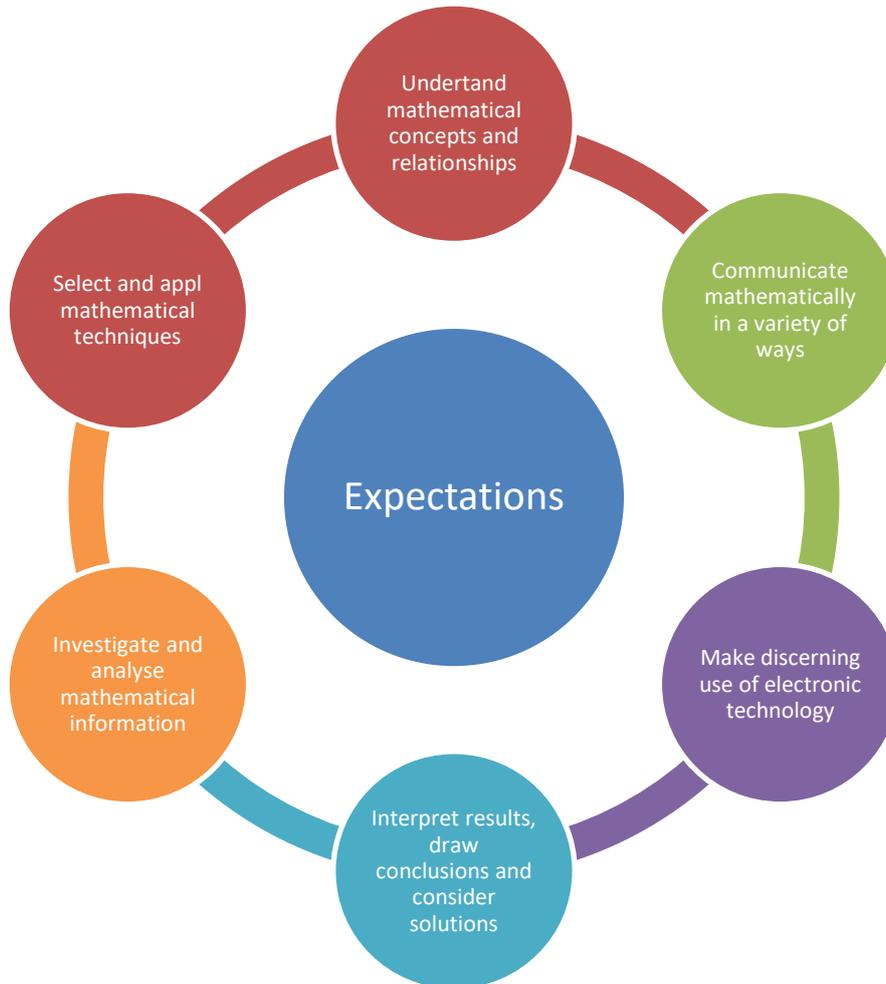 Undertand
mathematical
concepts and
relationships
Communicate
mathematically
in a variety of
ways
Make discerning
use of electronic
technology
Interpret results,
draw
conclusions and
consider
solutions
Investigate and
analyse
mathematical
information
Select and appl
mathematical
techniques
Expectations